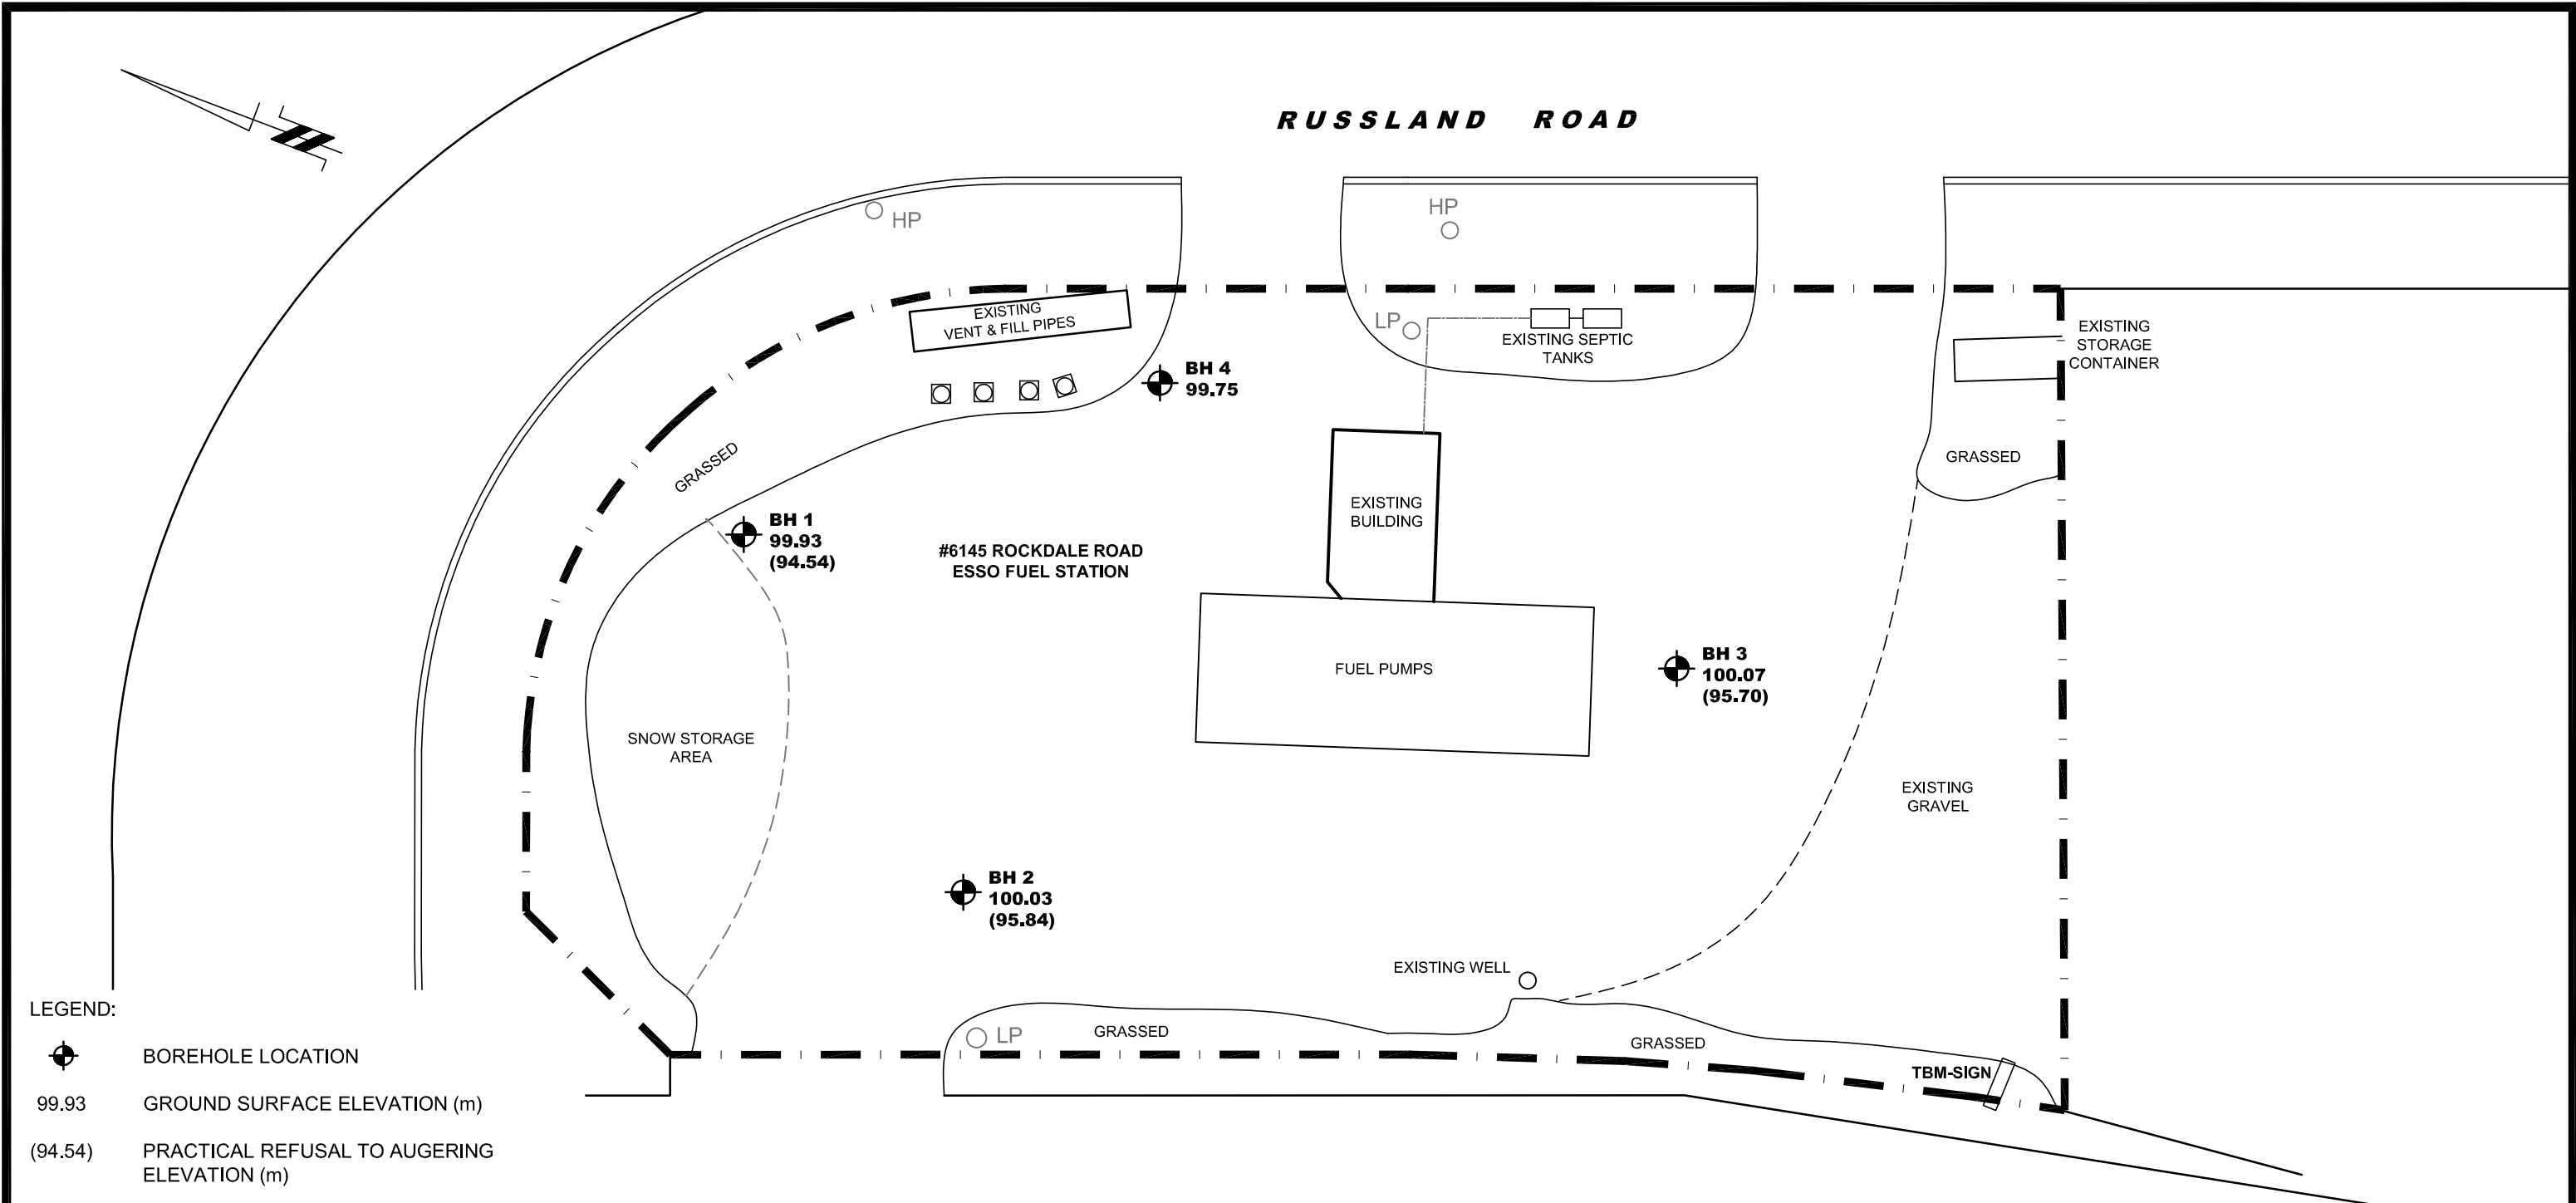 RUSSLAND ROAD
HP
HP
EXISTING
VENT & FILL PIPES
LP
EXISTING SEPTIC
TANKS
EXISTING
STORAGE
CONTAINER
BH 4
99.75
GRASSED
GRASSED
EXISTING
BUILDING
BH 1
99.93
(94.54)
#6145 ROCKDALE ROAD
ESSO FUEL STATION
FUEL PUMPS
BH 3
100.07
(95.70)
SNOW STORAGE
AREA
EXISTING
GRAVEL
BH 2
100.03
(95.84)
EXISTING WELL
LP
GRASSED
GRASSED
TBM-SIGN
LEGEND:
BOREHOLE LOCATION
99.93 GROUND SURFACE ELEVATION (m)
(94.54) PRACTICAL REFUSAL TO AUGERING
ELEVATION (m)